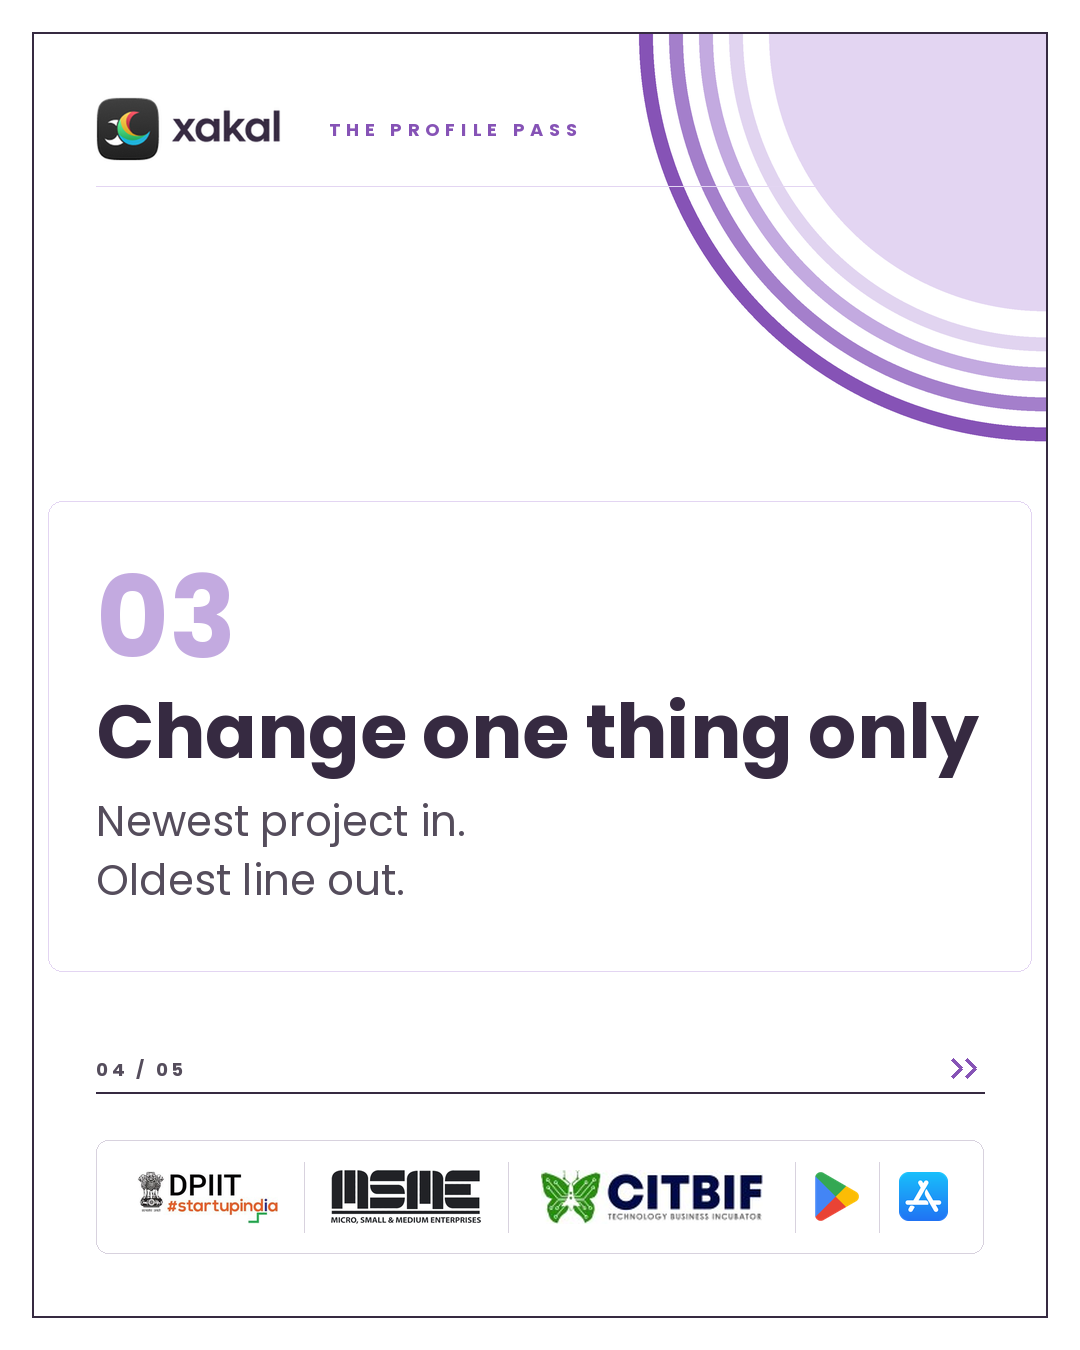 xakal
THE PROFILE PASS
03
Change one thing only
Newest project in.
Oldest line out.
04 / 05
DPIIT
#startupindia
MSME
MICRO, SMALL & MEDIUM ENTERPRISES
CITBIF
TECHNOLOGY BUSINESS INCUBATOR